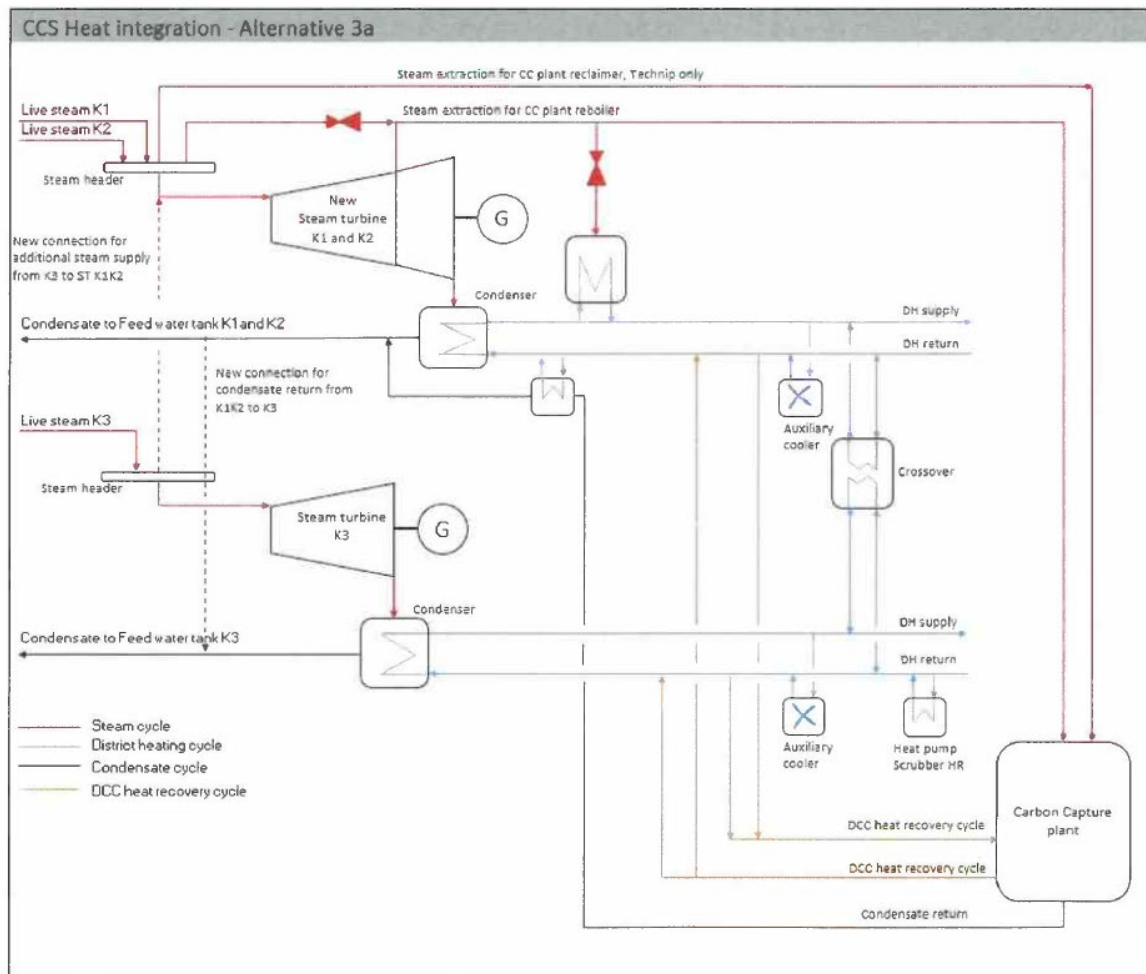 CCS Heat integration - Alternative 3a
Steam extraction for CC plant reclaimer, Technip only
Live steam K1
Live steam K2
Steam extraction for CC plant reboiler
Steam header
New
Steam turbine
K1 and K2
G
New connection for
additional steam supply
from K3 to ST K1K2
Condenser
Condensate to Feed water tank K1 and K2
DH supply
DH return
New connection for
condensate return from
K1K2 to K3
Auxiliary
cooler
Crossover
Live steam K3
Steam header
Steam turbine
K3
G
Condenser
Condensate to Feed water tank K3
DH supply
DH return
Auxiliary
cooler
Heat pump
Scrubber HR
Steam cycle
District heating cycle
Condensate cycle
DCC heat recovery cycle
Carbon Capture
plant
DCC heat recovery cycle
DCC heat recovery cycle
Condensate return